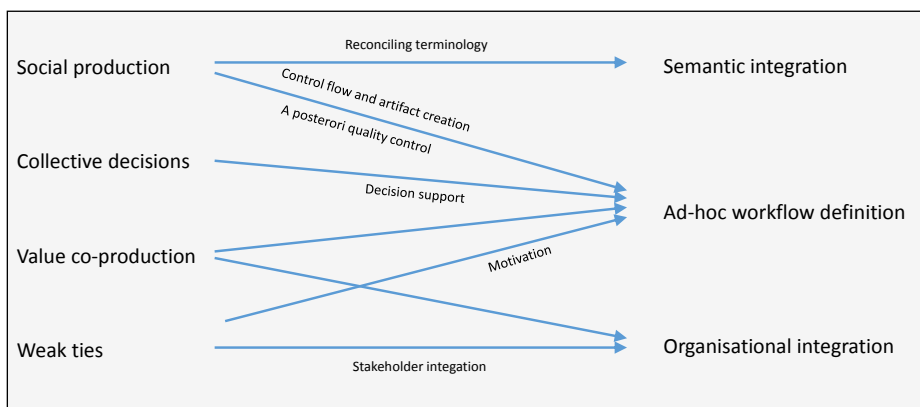 Reconciling terminology
Social production
Semantic integration
Control flow and artifact creation
A posterori quality control
Collective decisions
Decision support
Ad-hoc workflow definition
Value co-production
Motivation
Weak ties
Organisational integration
Stakeholder integation